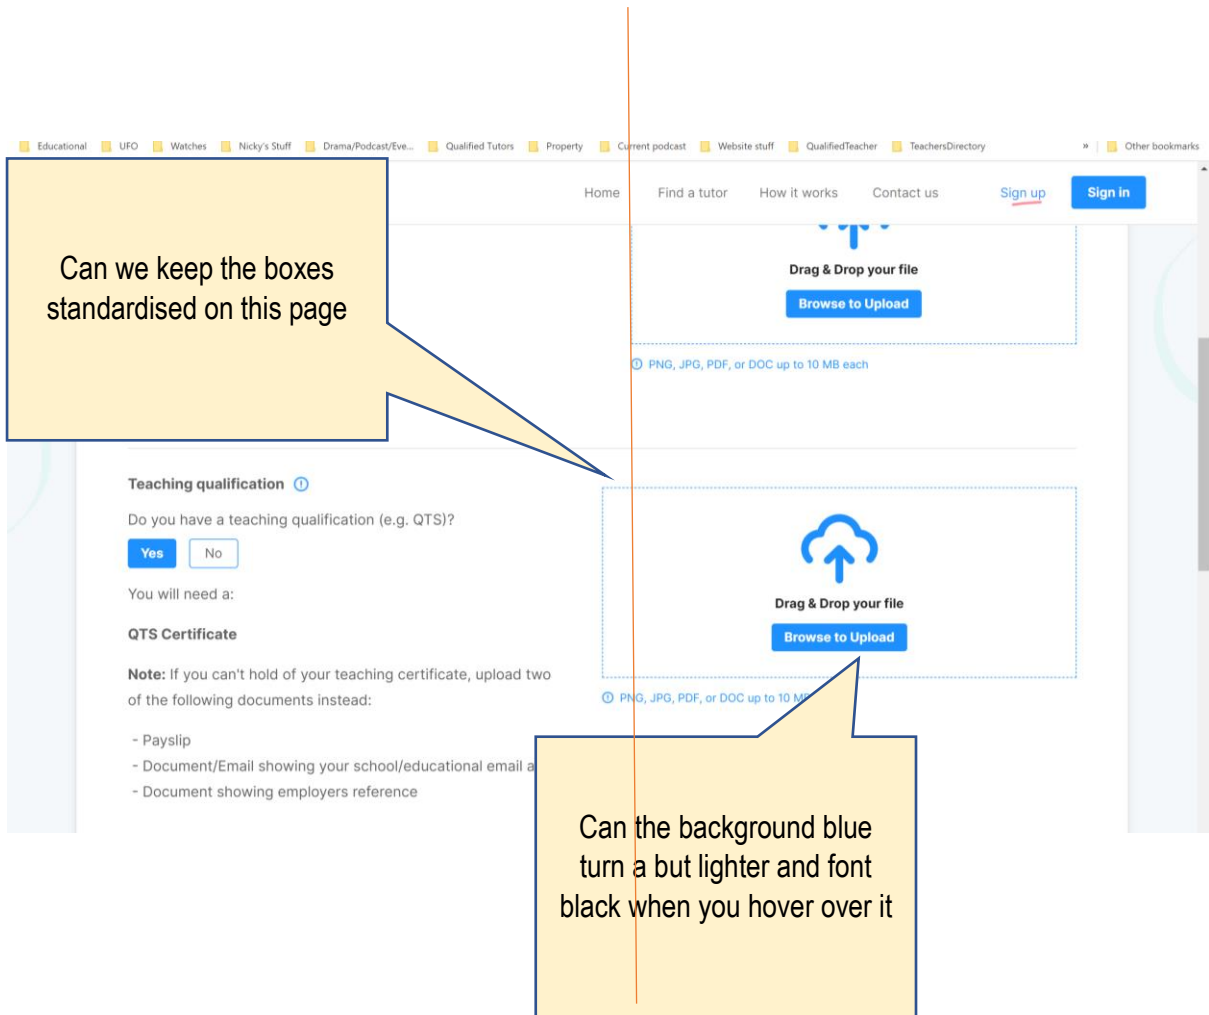 Educational UFO Watches Nicky's Stuff Drama/Podcast/Eve... Qualified Tutors Property Current podcast Website stuff QualifiedTeacher TeachersDirectory » Other bookmarks
Home Find a tutor How it works Contact us Sign up Sign in
Can we keep the boxes
standardised on this page
Drag & Drop your file
Browse to Upload
PNG, JPG, PDF, or DOC up to 10 MB each
Teaching qualification
Do you have a teaching qualification (e.g. QTS)?
Yes No
You will need a:
QTS Certificate
Note: If you can't hold of your teaching certificate, upload two
of the following documents instead:
- Payslip
- Document/Email showing your school/educational email a
- Document showing employers reference
Drag & Drop your file
Browse to Upload
PNG, JPG, PDF, or DOC up to 10 M
Can the background blue
turn a but lighter and font
black when you hover over it